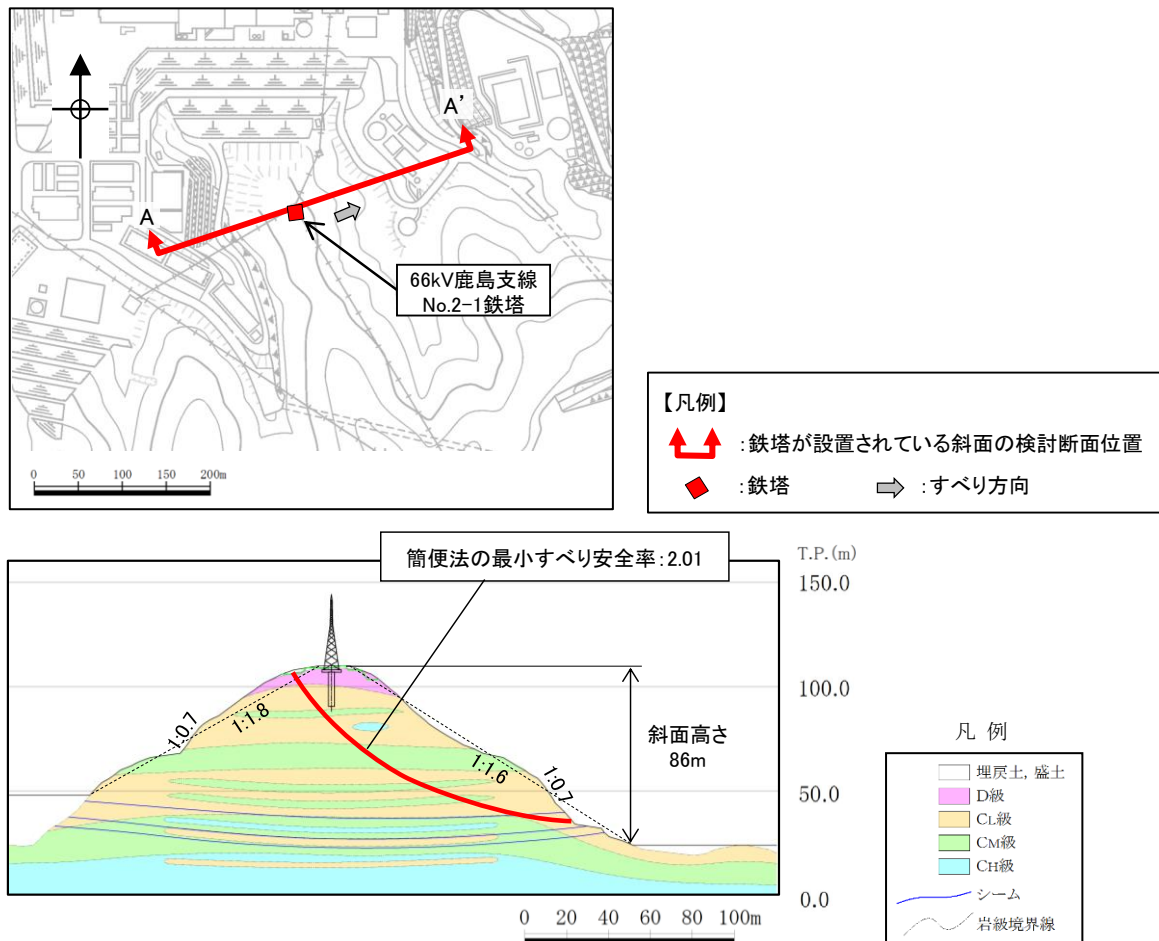 A
A’
66kV鹿島支線
No.2-1鉄塔
0 50 100 150 200m
【凡例】
:鉄塔が設置されている斜面の検討断面位置
:鉄塔
:すべり方向
簡便法の最小すべり安全率:2.01
T.P.(m)
150.0
100.0
50.0
0.0
1:0.7
1:1.8
1:1.6
1:0.7
斜面高さ
86m
0 20 40 60 80 100m
凡 例
埋戻土, 盛土
D級
CL級
CM級
CH級
シーム
岩級境界線